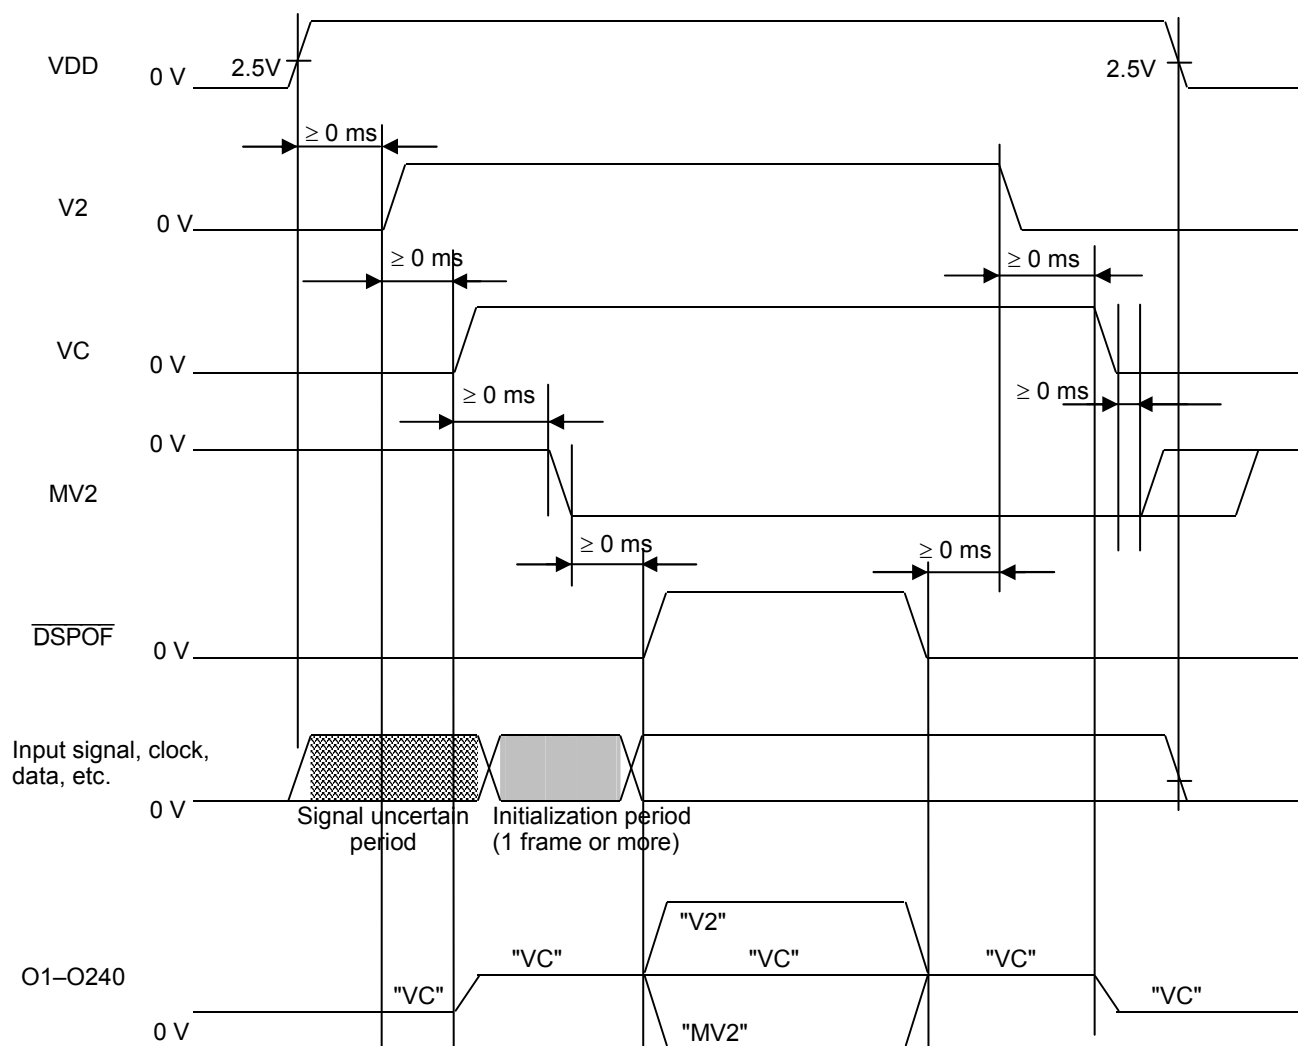 VDD
0 V
2.5V
2.5V
≥ 0 ms
V2
0 V
≥ 0 ms
≥ 0 ms
VC
0 V
≥ 0 ms
≥ 0 ms
0 V
MV2
≥ 0 ms
≥ 0 ms
DSPOF
0 V
Input signal, clock,
data, etc.
0 V
Signal uncertain
period
Initialization period
(1 frame or more)
"V2"
"VC"
"VC"
"VC"
O1–O240
"VC"
"VC"
0 V
"MV2"